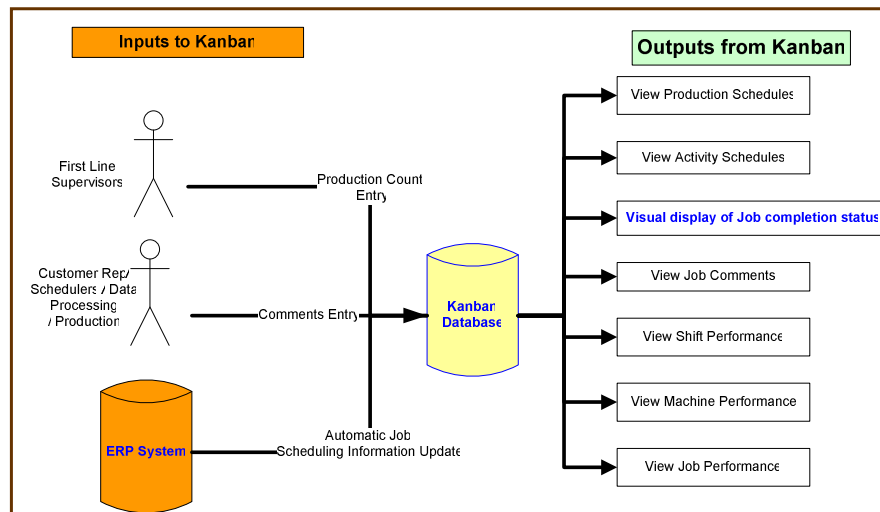 Inputs to Kanban
Outputs from Kanban
First Line
Supervisors
Production Count
Entry
Customer Rep/
Schedulers / Data
Processing
/ Production
Comments Entry
ERP System
Automatic Job
Scheduling Information Update
Kanban
Database
View Production Schedules
View Activity Schedules
Visual display of Job completion status
View Job Comments
View Shift Performance
View Machine Performance
View Job Performance